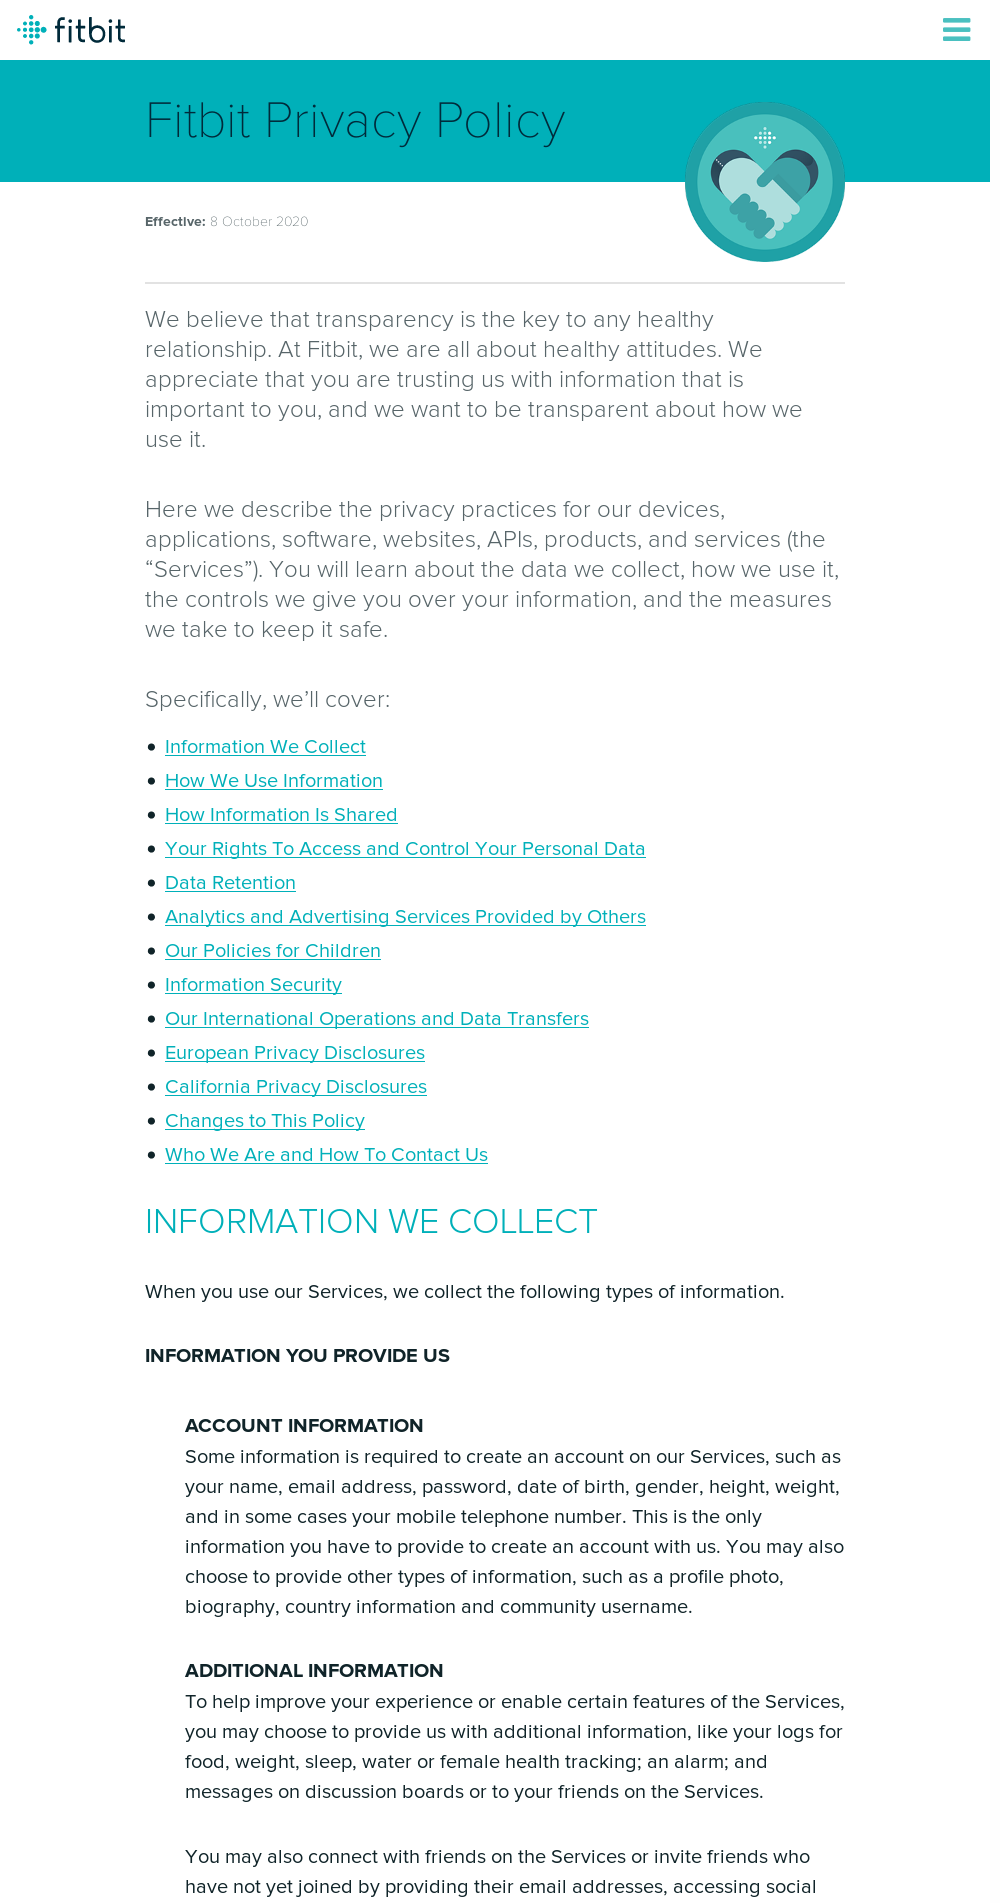 fitbit
Fitbit Privacy Policy
Effective: 8 October 2020
We believe that transparency is the key to any healthy
relationship. At Fitbit, we are all about healthy attitudes. We
appreciate that you are trusting us with information that is
important to you, and we want to be transparent about how we
use it.
Here we describe the privacy practices for our devices,
applications, software, websites, APIs, products, and services (the
“Services”). You will learn about the data we collect, how we use it,
the controls we give you over your information, and the measures
we take to keep it safe.
Specifically, we’ll cover:
• Information We Collect
• How We Use Information
• How Information Is Shared
• Your Rights To Access and Control Your Personal Data
• Data Retention
• Analytics and Advertising Services Provided by Others
• Our Policies for Children
• Information Security
• Our International Operations and Data Transfers
• European Privacy Disclosures
• California Privacy Disclosures
• Changes to This Policy
• Who We Are and How To Contact Us
INFORMATION WE COLLECT
When you use our Services, we collect the following types of information.
INFORMATION YOU PROVIDE US
ACCOUNT INFORMATION
Some information is required to create an account on our Services, such as
your name, email address, password, date of birth, gender, height, weight,
and in some cases your mobile telephone number. This is the only
information you have to provide to create an account with us. You may also
choose to provide other types of information, such as a profile photo,
biography, country information and community username.
ADDITIONAL INFORMATION
To help improve your experience or enable certain features of the Services,
you may choose to provide us with additional information, like your logs for
food, weight, sleep, water or female health tracking; an alarm; and
messages on discussion boards or to your friends on the Services.
You may also connect with friends on the Services or invite friends who
have not yet joined by providing their email addresses, accessing social